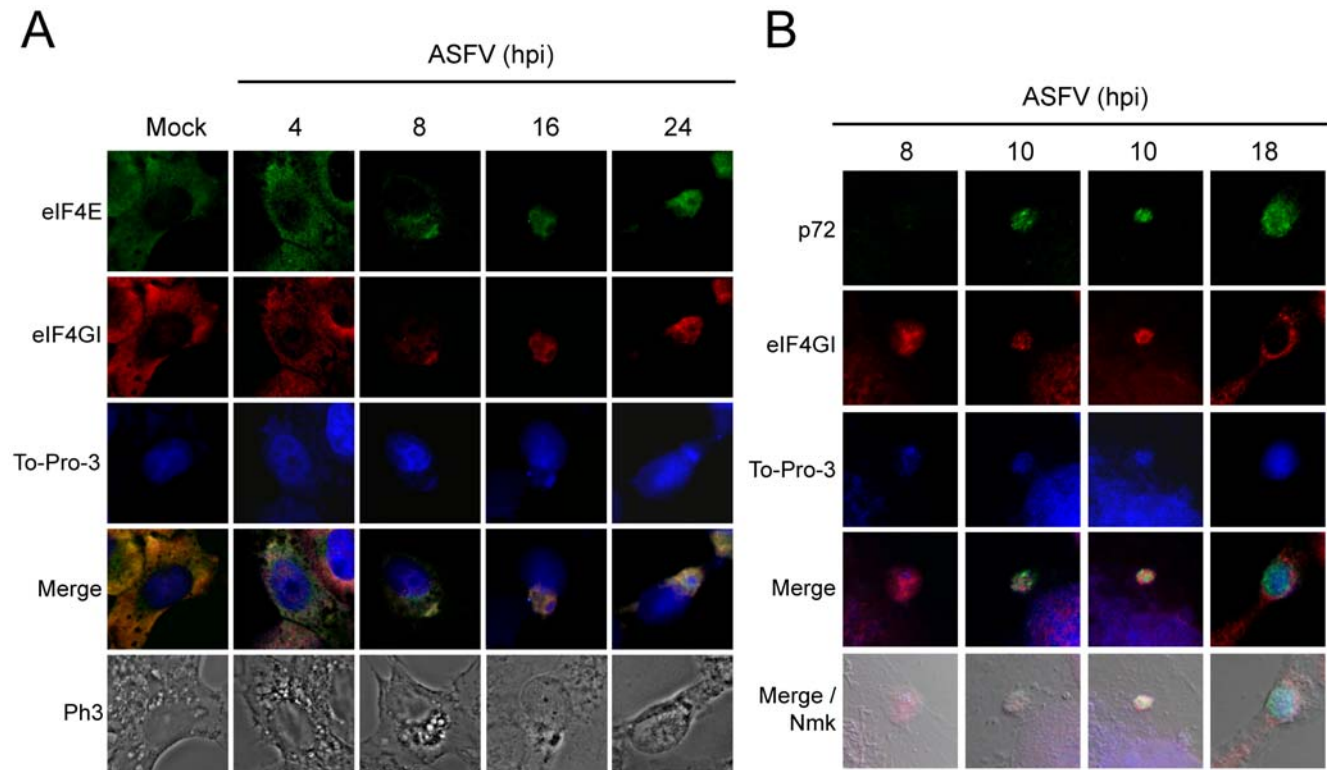 A
ASFV (hpi)
Mock 4 8 16 24
eIF4E
eIF4GI
To-Pro-3
Merge
Ph3
B
ASFV (hpi)
8 10 10 18
p72
eIF4GI
To-Pro-3
Merge
Merge /
Nmk